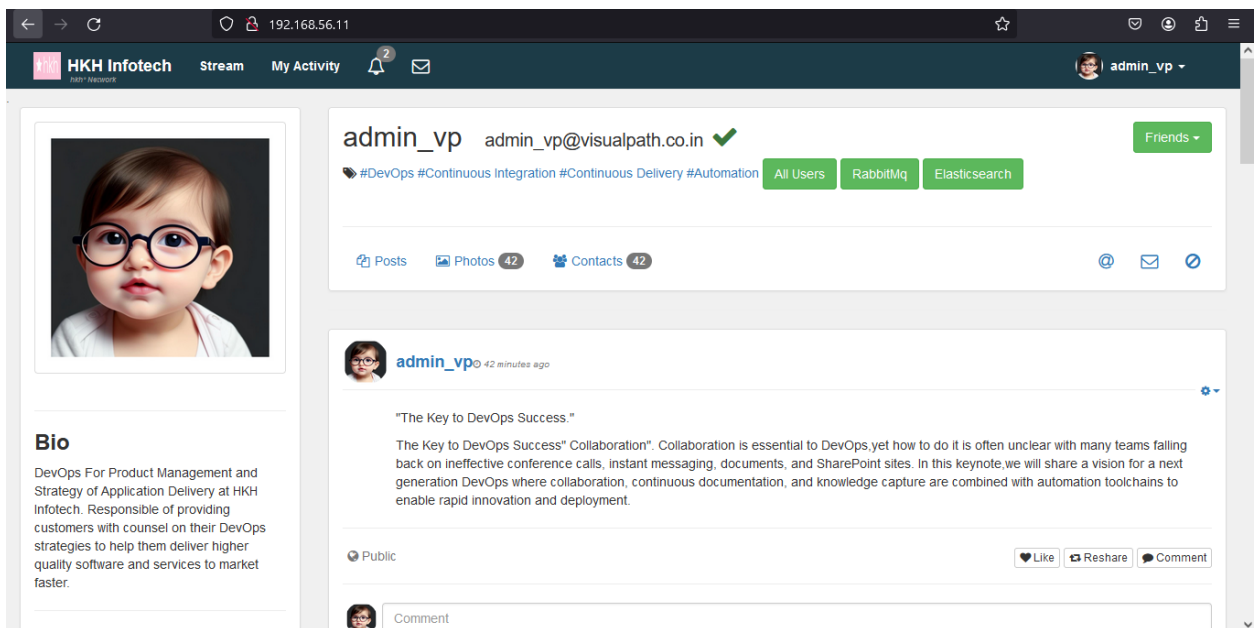 192.168.56.11
hkh
HKH Infotech
hkh* Network
Stream
My Activity
2
admin_vp
admin_vp admin_vp@visualpath.co.in
Friends
#DevOps #Continuous Integration #Continuous Delivery #Automation All Users RabbitMq Elasticsearch
Posts Photos 42 Contacts 42
@
admin_vp 42 minutes ago
"The Key to DevOps Success."
The Key to DevOps Success" Collaboration". Collaboration is essential to DevOps,yet how to do it is often unclear with many teams falling
back on ineffective conference calls, instant messaging, documents, and SharePoint sites. In this keynote,we will share a vision for a next
generation DevOps where collaboration, continuous documentation, and knowledge capture are combined with automation toolchains to
enable rapid innovation and deployment.
Public
Like Reshare Comment
Comment
Bio
DevOps For Product Management and
Strategy of Application Delivery at HKH
Infotech. Responsible of providing
customers with counsel on their DevOps
strategies to help them deliver higher
quality software and services to market
faster.